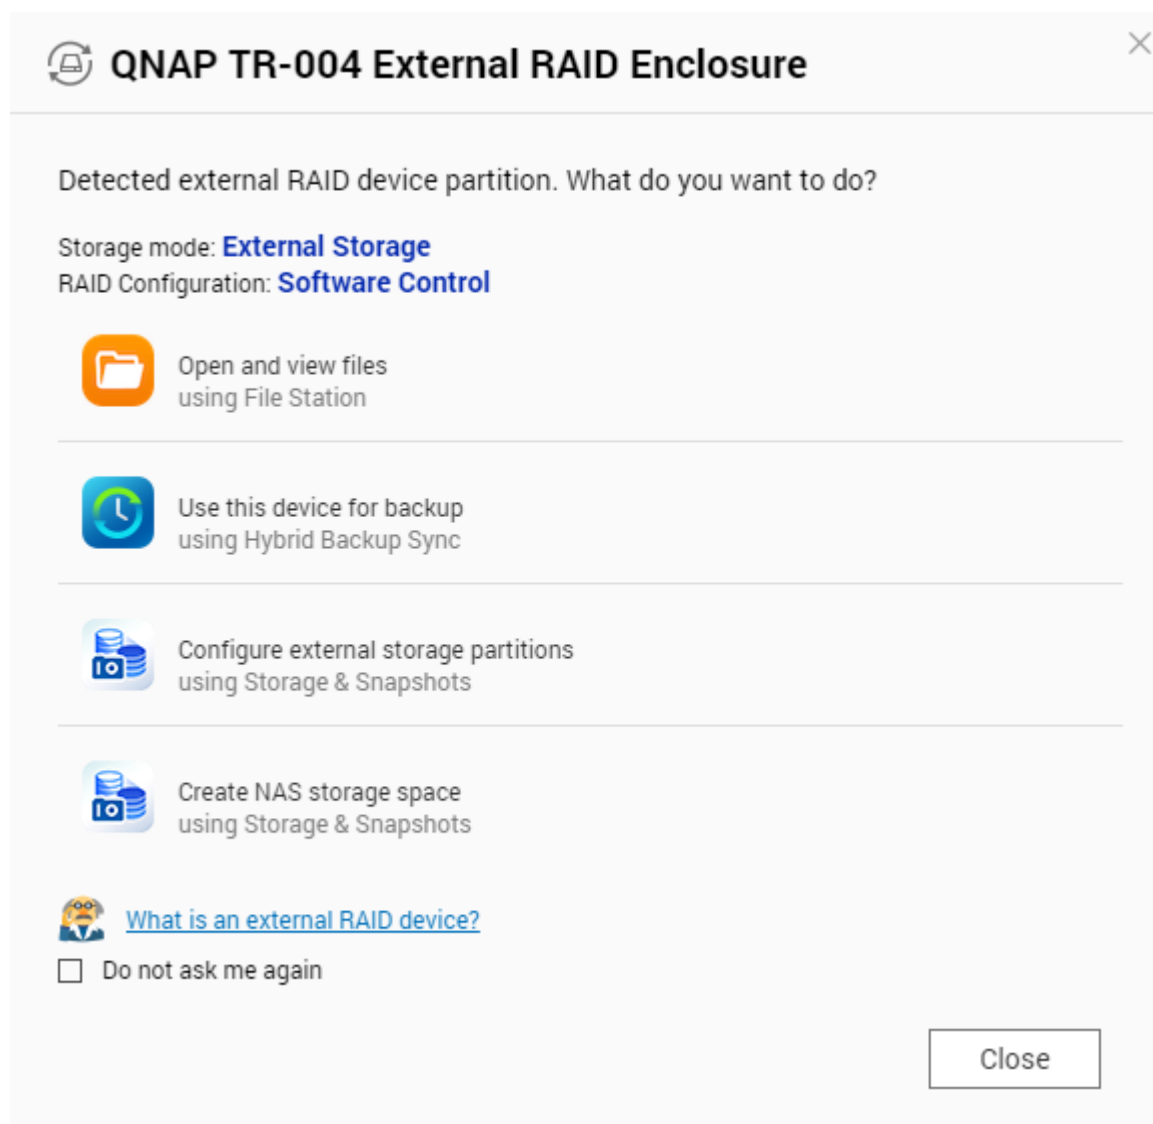 QNAP TR-004 External RAID Enclosure
Detected external RAID device partition. What do you want to do?
Storage mode: External Storage
RAID Configuration: Software Control
Open and view files
using File Station
Use this device for backup
using Hybrid Backup Sync
Configure external storage partitions
using Storage & Snapshots
Create NAS storage space
using Storage & Snapshots
What is an external RAID device?
Do not ask me again
Close